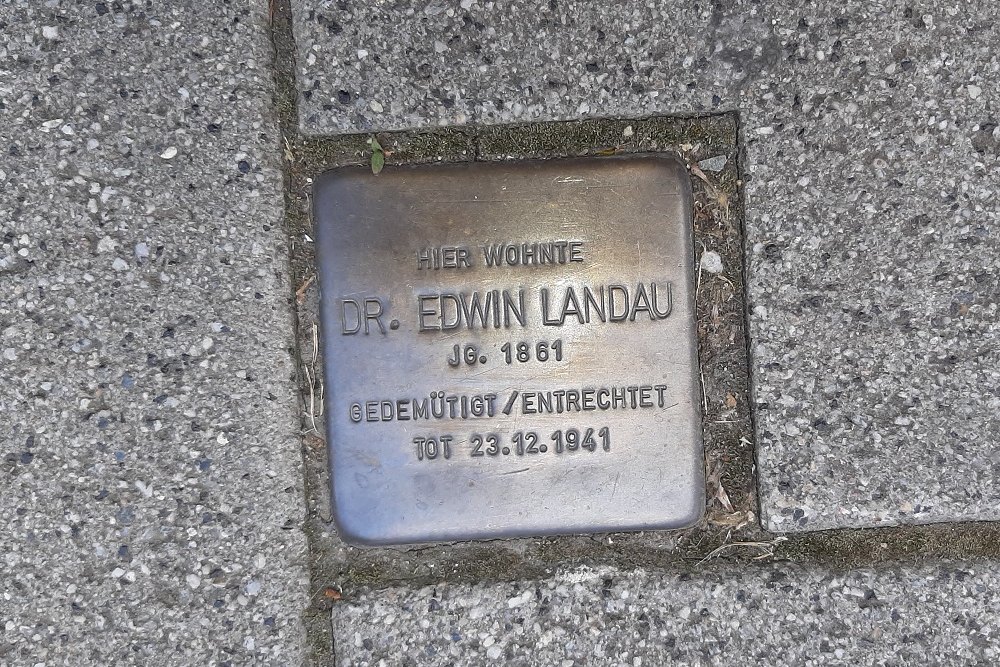 HIER WOHNTE
DR. EDWIN LANDAU
JG. 1861
GEDEMÜTIGT/ENTRECHTET
TOT 23.12.1941